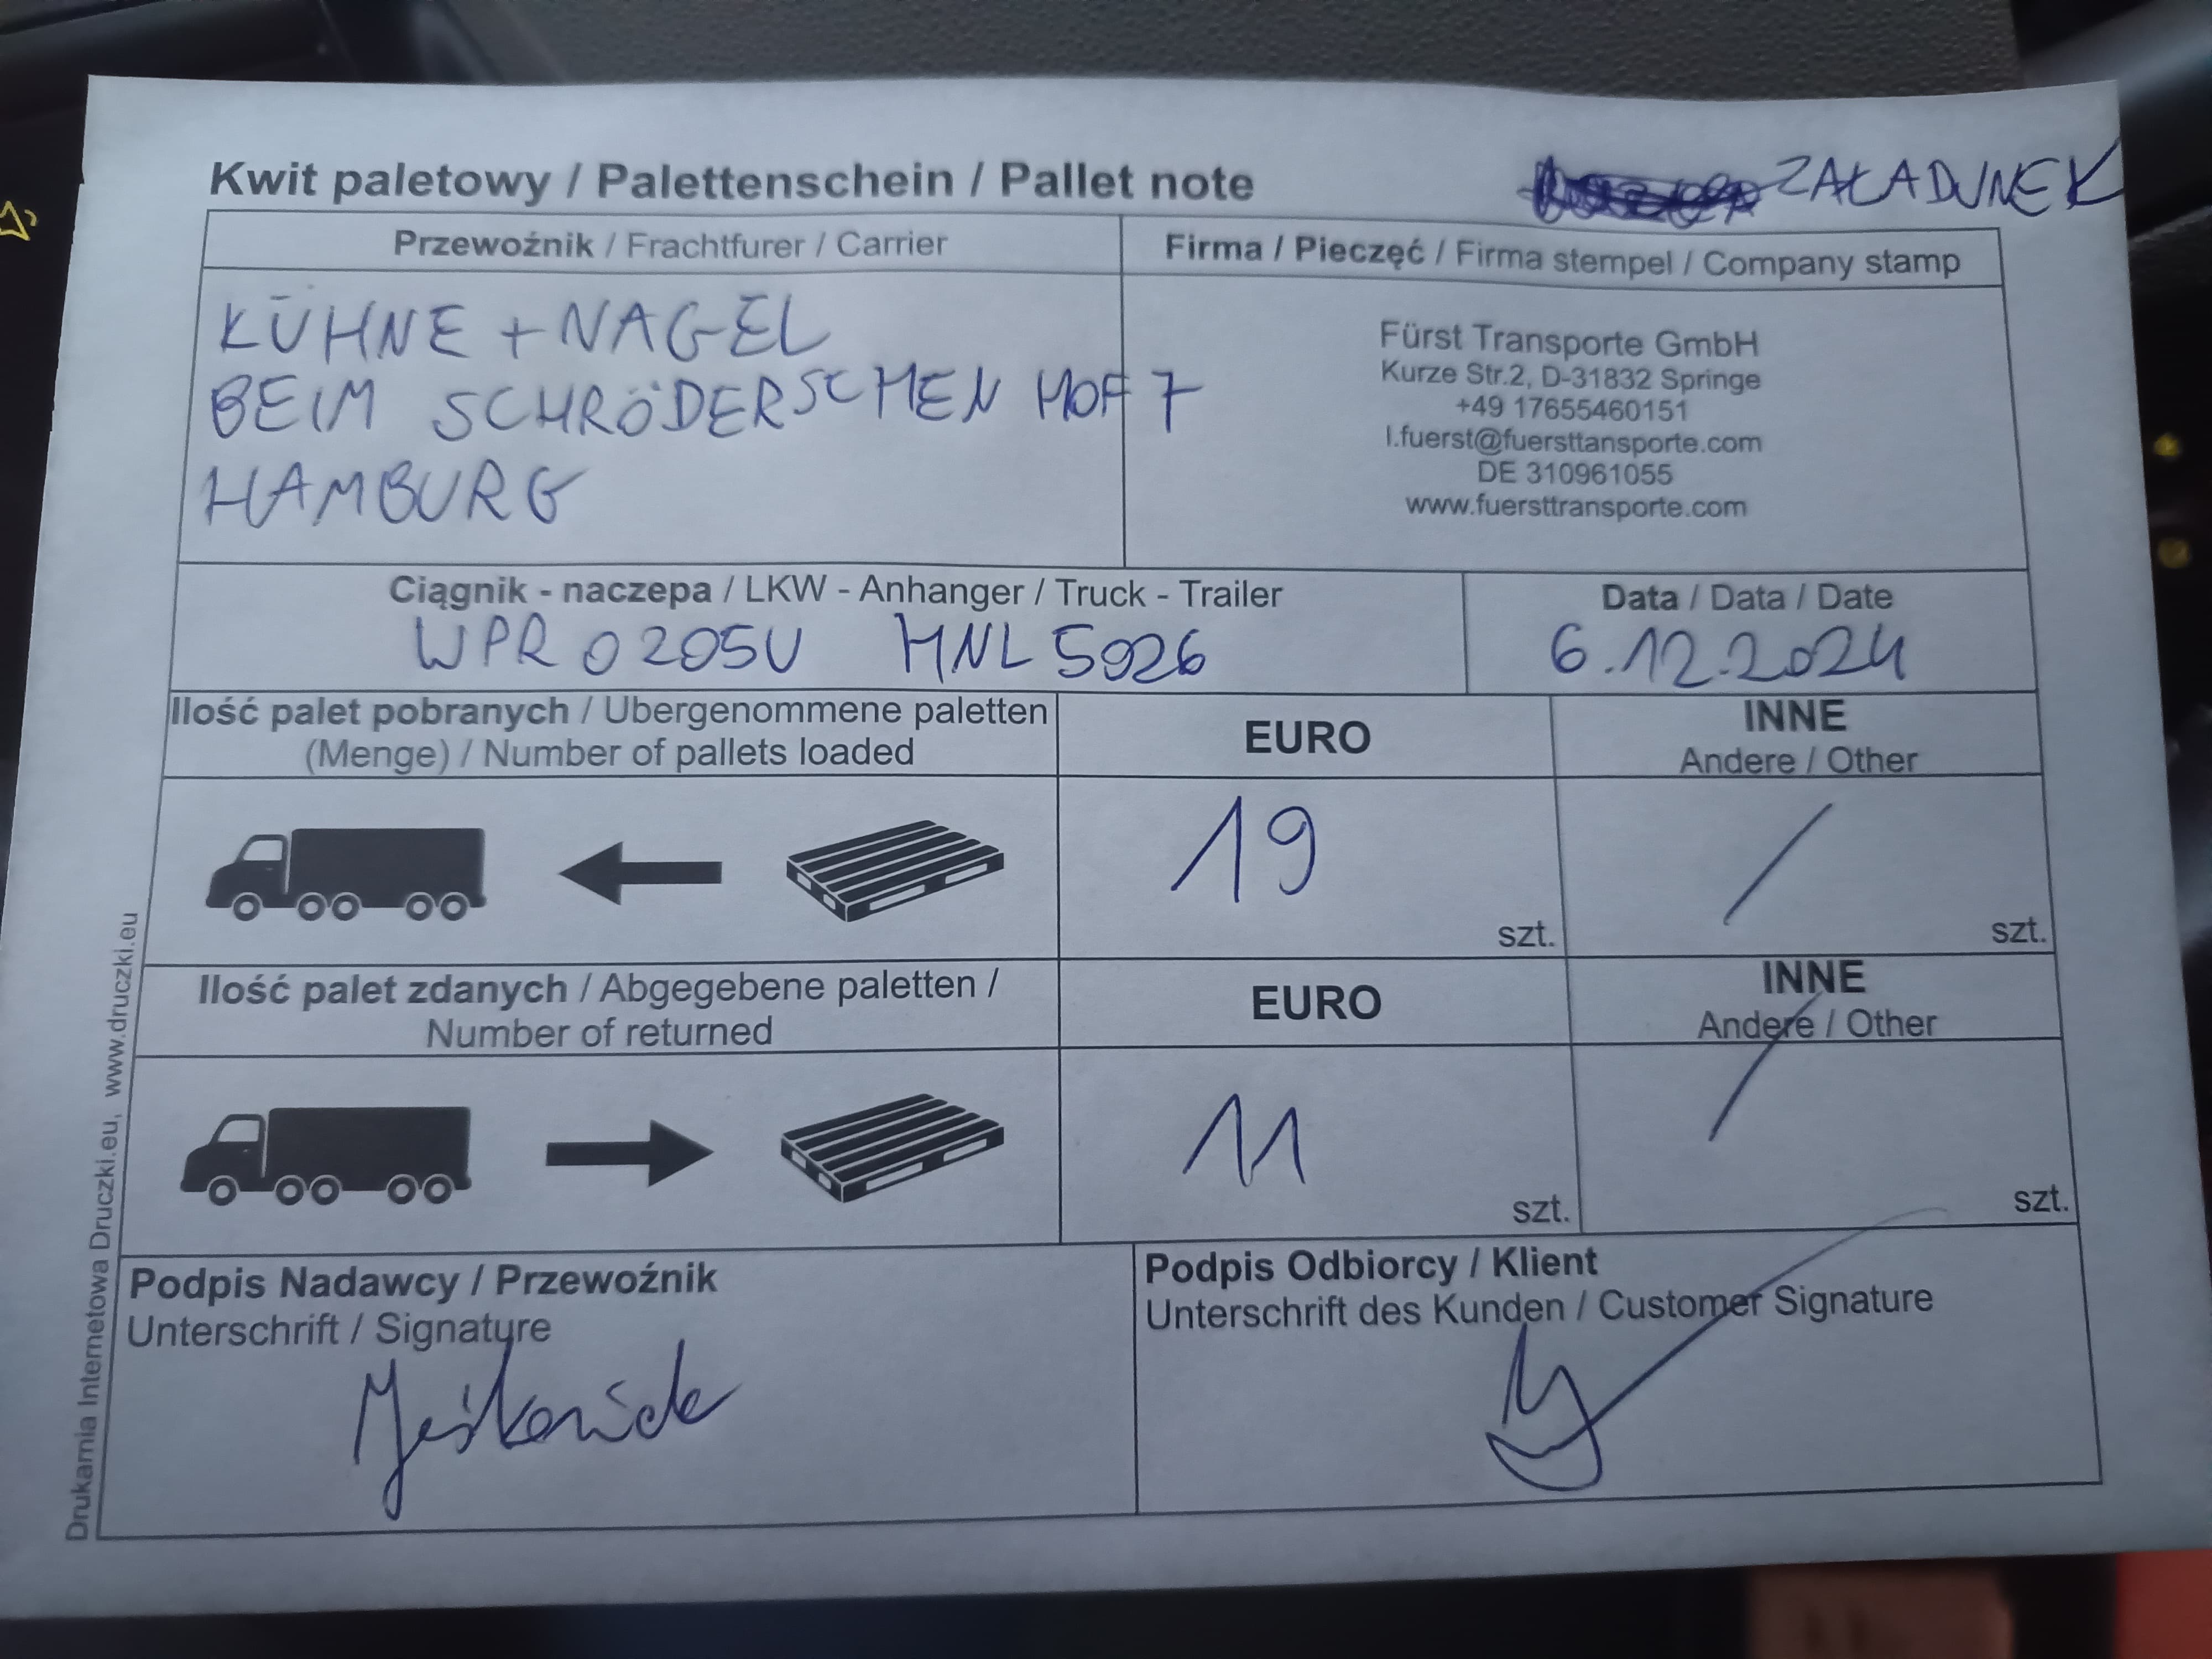 Kwit paletowy / Palettenschein / Pallet note
ZAŁADUNEK
Przewoźnik / Frachtfurer / Carrier
Firma / Pieczęć / Firma stempel / Company stamp
KÜHNE + NAGEL
BEIM SCHRÖDERSCHEN HOF 7
HAMBURG
Fürst Transporte GmbH
Kurze Str.2, D-31832 Springe
+49 17655460151
l.fuerst@fuersttansporte.com
DE 310961055
www.fuersttransporte.com
Ciągnik - naczepa / LKW - Anhanger / Truck - Trailer
WPR 0205U HNL 5926
Data / Data / Date
6.12.2024
Ilość palet pobranych / Ubergenommene paletten
(Menge) / Number of pallets loaded
EURO
INNE
Andere / Other
19
szt.
/
szt.
Ilość palet zdanych / Abgegebene paletten /
Number of returned
EURO
INNE
Andere / Other
11
szt.
/
szt.
Podpis Nadawcy / Przewoźnik
Unterschrift / Signature
Podpis Odbiorcy / Klient
Unterschrift des Kunden / Customer Signature
Drukarnia Internetowa Druczki.eu, www.druczki.eu